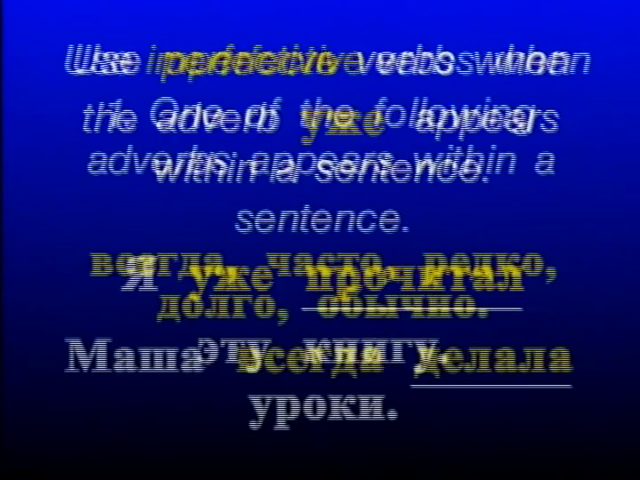 Use imperfective verbs when
1. One of the following
adverbs appears within a
sentence.
всегда, часто, редко,
долго, обычно.
Маша всегда делала
уроки.
Use perfective verbs when
the adverb уже appears
within a sentence.
Я уже прочитал
эту книгу.